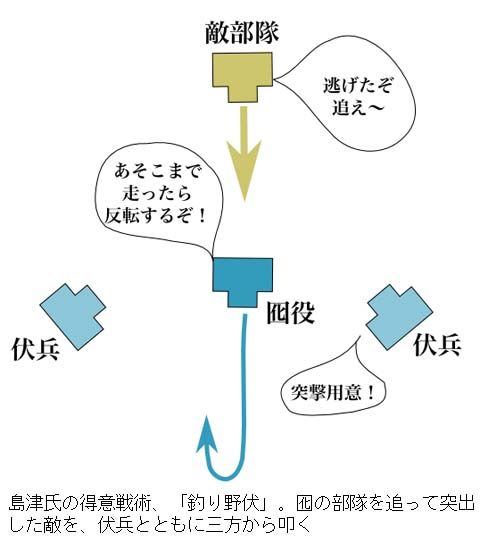 敵部隊
逃げたぞ
追え～
あそこまで
走ったら
反転するぞ！
囮役
伏兵
伏兵
突撃用意！
島津氏の得意戦術、「釣り野伏」。囮の部隊を追って突出
した敵を、伏兵とともに三方から叩く